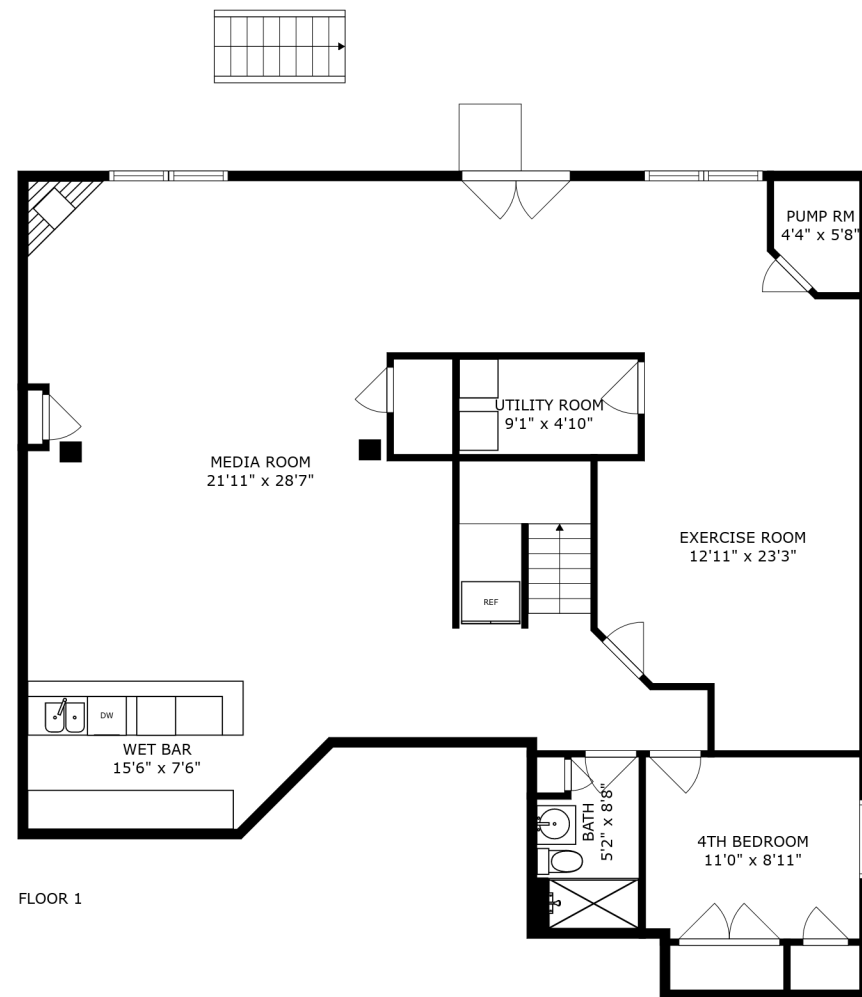 PUMP RM
4'4" x 5'8"
UTILITY ROOM
9'1" x 4'10"
MEDIA ROOM
21'11" x 28'7"
EXERCISE ROOM
12'11" x 23'3"
REF
DW
WET BAR
15'6" x 7'6"
BATH
5'2" x 8'8"
4TH BEDROOM
11'0" x 8'11"
FLOOR 1